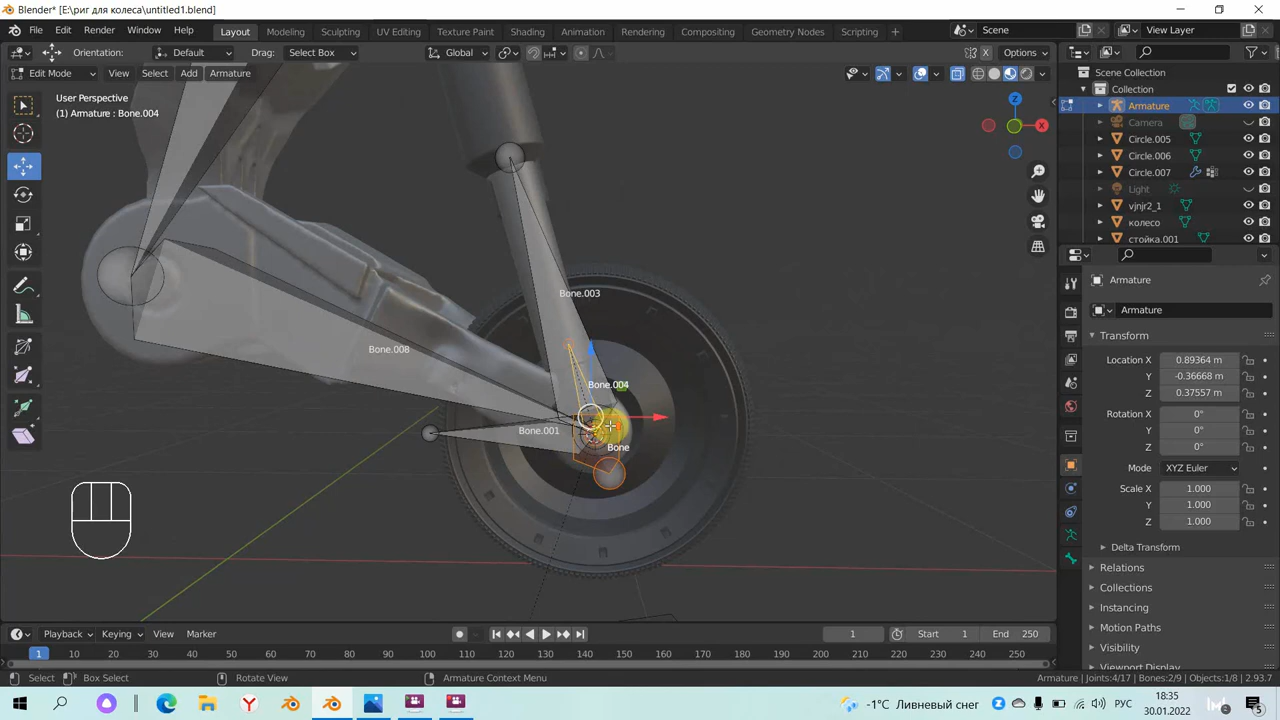 Blender* [E:\риг для колеса\untitled1.blend]
File Edit Render Window Help Layout Modeling Sculpting UV Editing Texture Paint Shading Animation Rendering Compositing Geometry Nodes Scripting + Scene View Layer
Orientation: Default Drag: Select Box Global Options
Edit Mode View Select Add Armature
User Perspective
(1) Armature : Bone.004
Z
X
Bone.003
Bone.008
Bone.004
Bone.001
Bone
Scene Collection
Collection
Armature
Camera
Circle.005
Circle.006
Circle.007
Light
vjnjr2_1
колесо
стойка.001
Armature
Armature
Transform
Location X 0.89364 m
Y -0.36668 m
Z 0.37557 m
Rotation X 0°
Y 0°
Z 0°
Mode XYZ Euler
Scale X 1.000
Y 1.000
Z 1.000
Delta Transform
Relations
Collections
Instancing
Motion Paths
Visibility
Viewport Display
Playback Keying View Marker 1 Start 1 End 250
1 10 20 30 40 50 60 70 80 90 100 110 120 130 140 150 160 170 180 190 200 210 220 230 240 250
Select Box Select Rotate View Armature Context Menu Armature | Joints:4/17 | Bones:2/9 | Objects:1/8 | 2.93.7
-1°C Ливневый снег РУС 18:35
30.01.2022
5